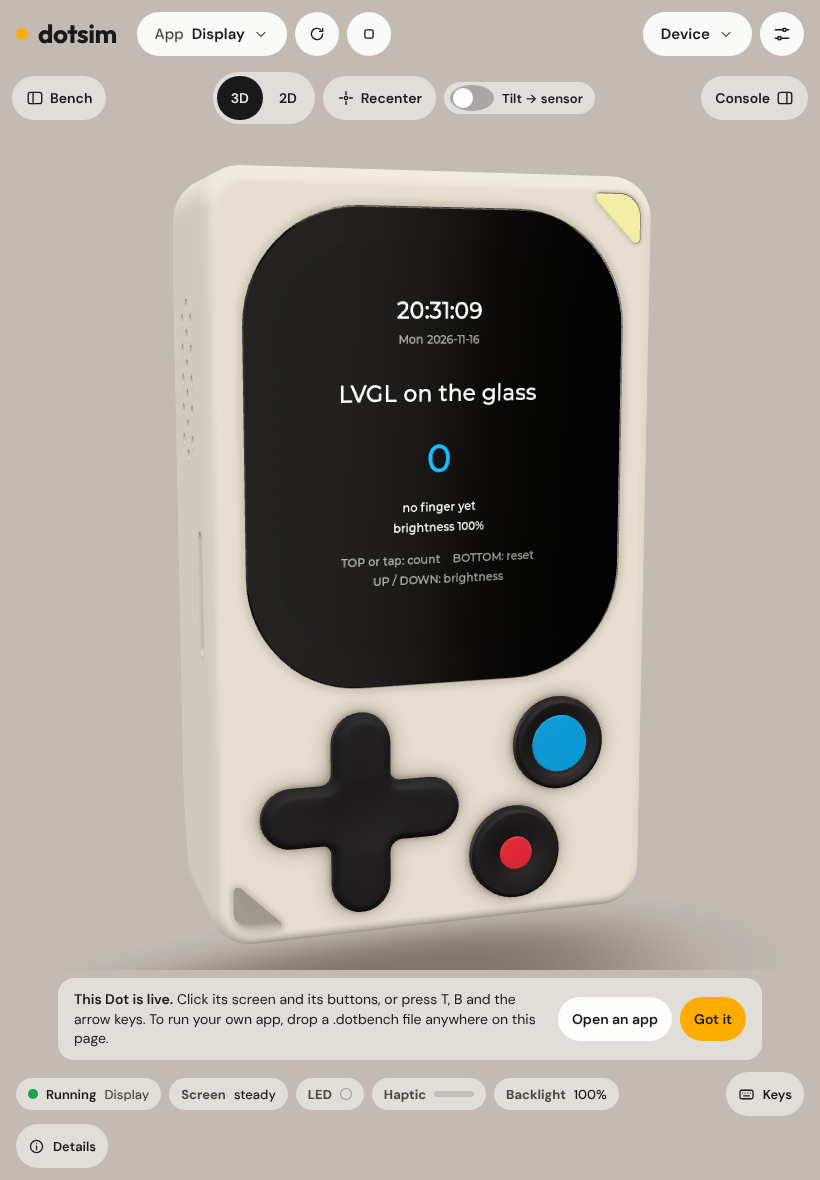 dotsim
App Display
Device
Bench
3D
2D
Recenter
Tilt → sensor
Console
20:31:09
Mon 2026-11-16
LVGL on the glass
0
no finger yet
brightness 100%
TOP or tap: count BOTTOM: reset
UP / DOWN: brightness
This Dot is live. Click its screen and its buttons, or press T, B and the
arrow keys. To run your own app, drop a .dotbench file anywhere on this
page.
Open an app
Got it
Running Display
Screen steady
LED
Haptic
Backlight 100%
Keys
Details